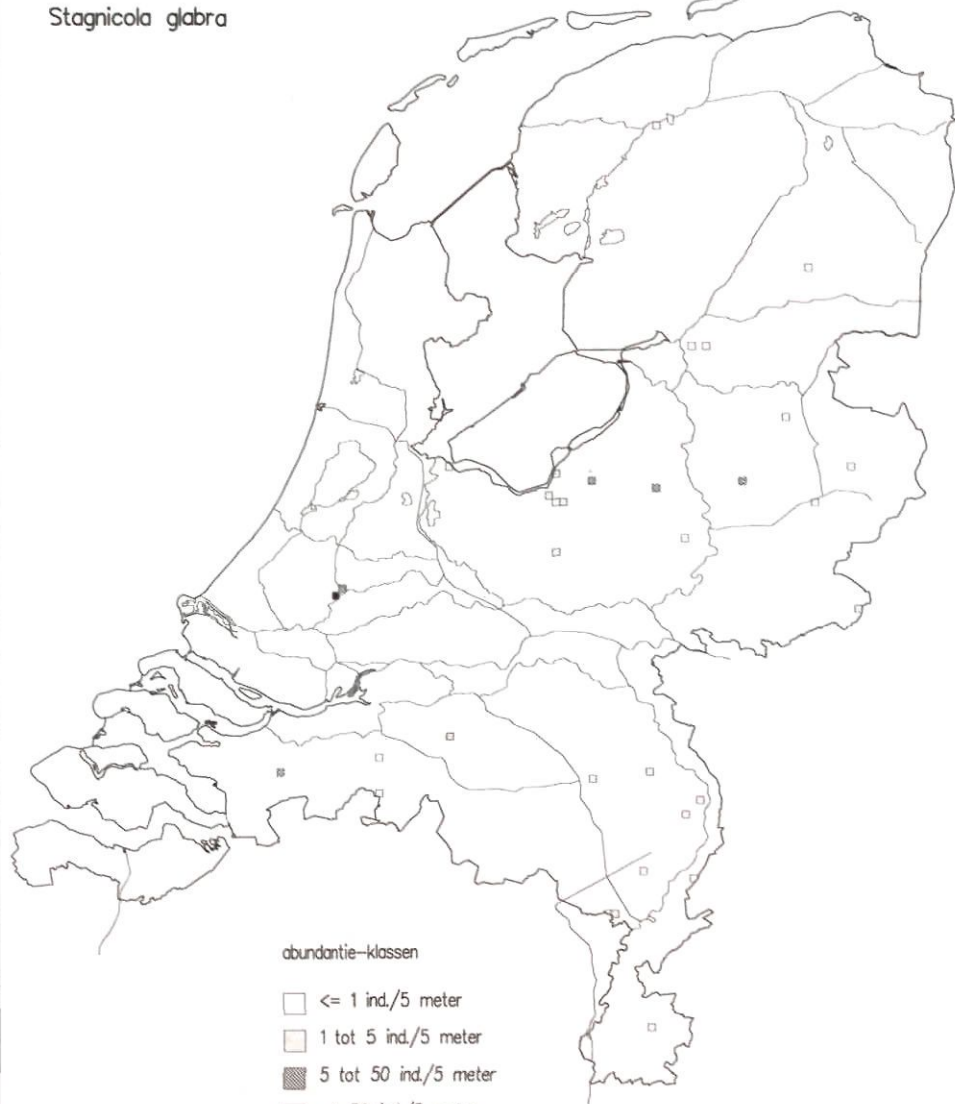 Stagnicola glabra
abundantie-klassen
<= 1 ind./5 meter
1 tot 5 ind./5 meter
5 tot 50 ind./5 meter